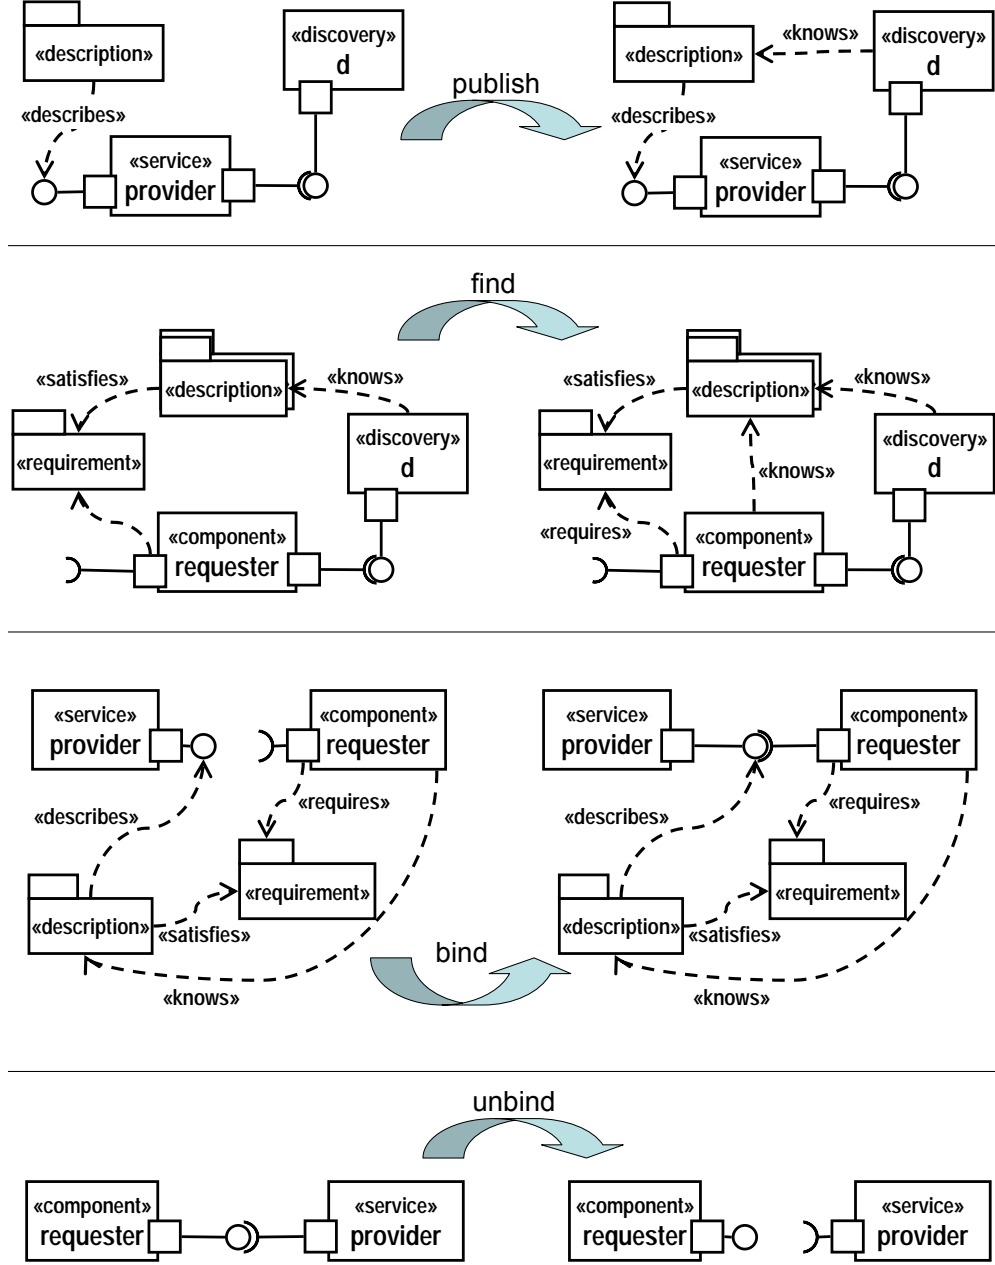 «description»
«describes»
«service»
provider
«discovery»
d
publish
«description»
«knows»
«discovery»
d
«describes»
«service»
provider
find
«satisfies»
«description»
«knows»
«requirement»
«discovery»
d
«component»
requester
«satisfies»
«description»
«knows»
«requirement»
«discovery»
d
«knows»
«requires»
«component»
requester
«service»
provider
«component»
requester
«describes»
«requires»
«requirement»
«description»
«satisfies»
«knows»
bind
«service»
provider
«component»
requester
«describes»
«requires»
«requirement»
«description»
«satisfies»
«knows»
unbind
«component»
requester
«service»
provider
«component»
requester
«service»
provider